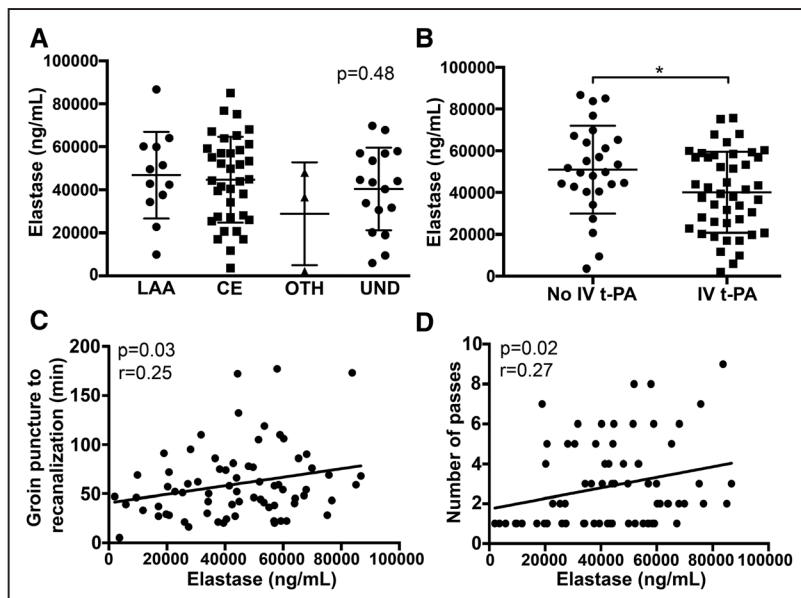 A
p=0.48
Elastase (ng/mL)
100000
80000
60000
40000
20000
0
LAA CE OTH UND
B
*
Elastase (ng/mL)
100000
80000
60000
40000
20000
0
No IV t-PA IV t-PA
C
p=0.03
r=0.25
Groin puncture to
recanalization (min)
200
150
100
50
0
0 20000 40000 60000 80000 100000
Elastase (ng/mL)
D
p=0.02
r=0.27
Number of passes
10
8
6
4
2
0
0 20000 40000 60000 80000 100000
Elastase (ng/mL)